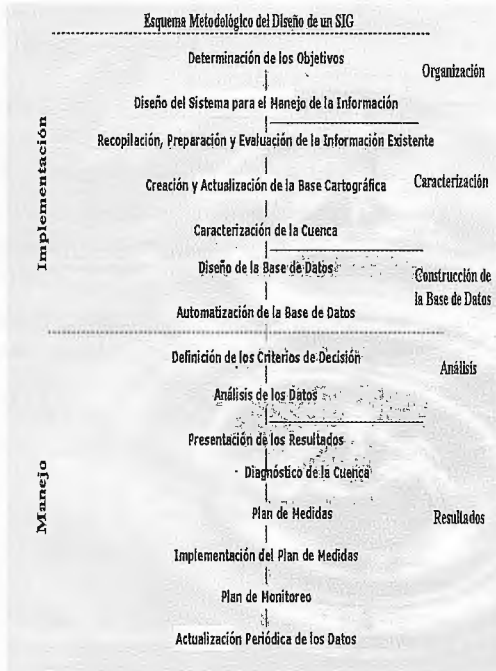 Esquema Metodológico del Diseño de un SIG
Determinación de los Objetivos
Organización
Diseño del Sistema para el Manejo de la Información
Recopilación, Preparación y Evaluación de la Información Existente
Creación y Actualización de la Base Cartográfica
Caracterización
Caracterización de la Cuenca
Diseño de la Base de Datos
Construcción de
la Base de Datos
Automatización de la Base de Datos
Implementación
Definición de los Criterios de Decisión
Análisis
Análisis de los Datos
Presentación de los Resultados
Diagnóstico de la Cuenca
Plan de Medidas
Resultados
Implementación del Plan de Medidas
Plan de Monitoreo
Actualización Periódica de los Datos
Manejo